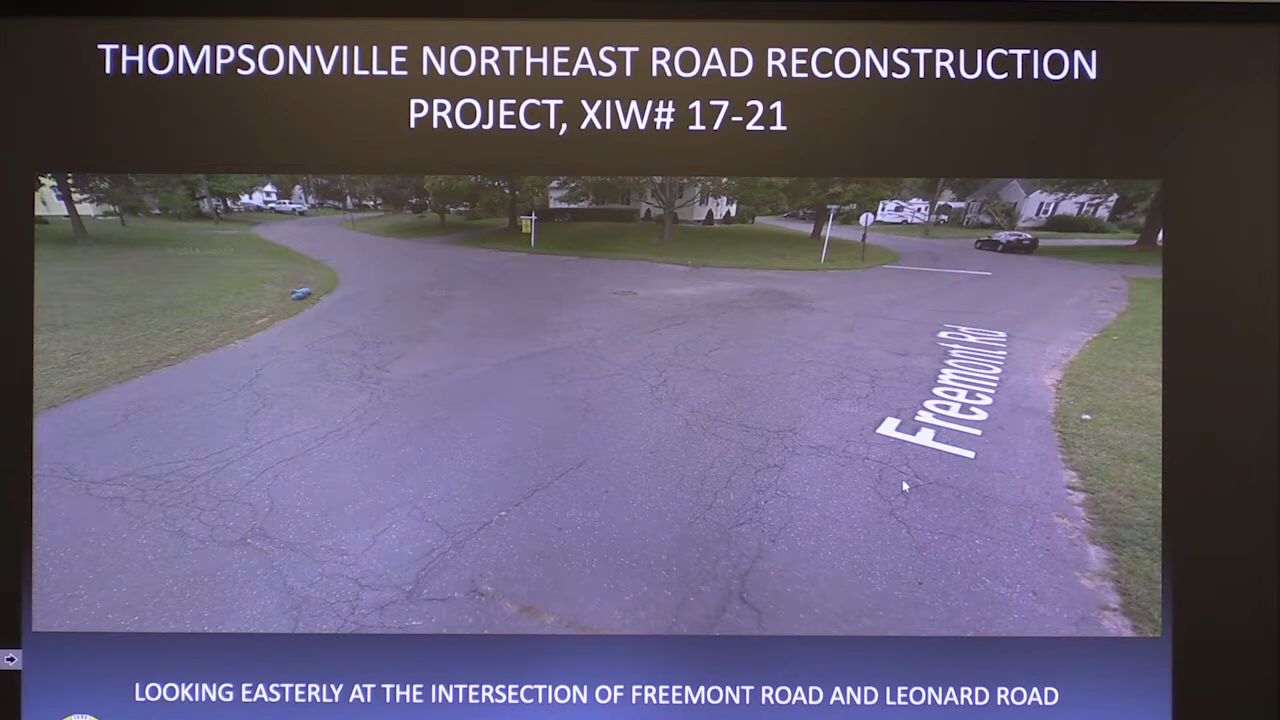 THOMPSONVILLE NORTHEAST ROAD RECONSTRUCTION
PROJECT, XIW# 17-21
Freemont Rd
LOOKING EASTERLY AT THE INTERSECTION OF FREEMONT ROAD AND LEONARD ROAD